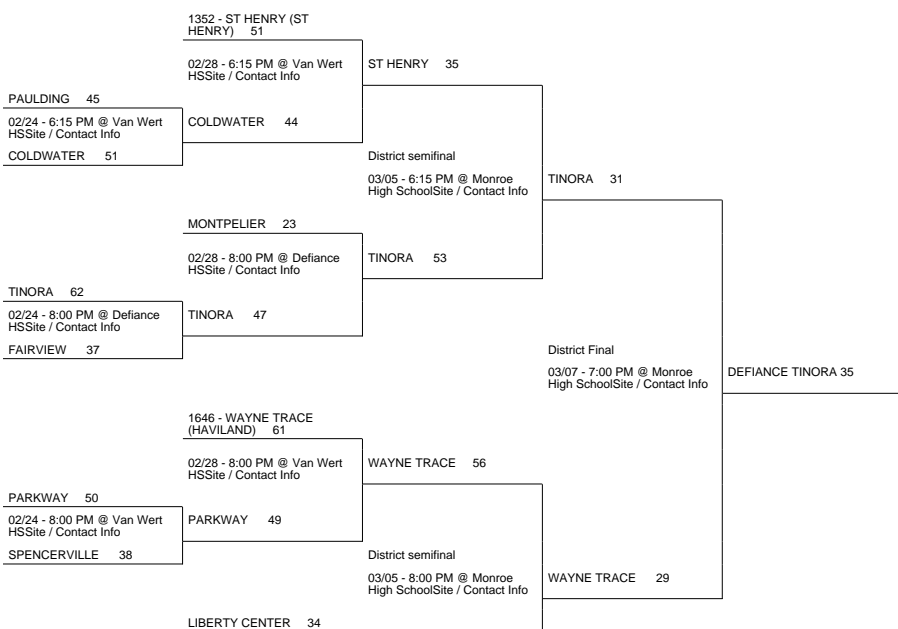 1352 - ST HENRY (ST
HENRY) 51
02/28 - 6:15 PM @ Van Wert
HSSite / Contact Info
ST HENRY 35
PAULDING 45
02/24 - 6:15 PM @ Van Wert
HSSite / Contact Info
COLDWATER 44
COLDWATER 51
District semifinal
03/05 - 6:15 PM @ Monroe
High SchoolSite / Contact Info
TINORA 31
MONTPELIER 23
02/28 - 8:00 PM @ Defiance
HSSite / Contact Info
TINORA 53
TINORA 62
02/24 - 8:00 PM @ Defiance
HSSite / Contact Info
TINORA 47
FAIRVIEW 37
District Final
03/07 - 7:00 PM @ Monroe
High SchoolSite / Contact Info
DEFIANCE TINORA 35
1646 - WAYNE TRACE
(HAVILAND) 61
02/28 - 8:00 PM @ Van Wert
HSSite / Contact Info
WAYNE TRACE 56
PARKWAY 50
02/24 - 8:00 PM @ Van Wert
HSSite / Contact Info
PARKWAY 49
SPENCERVILLE 38
District semifinal
03/05 - 8:00 PM @ Monroe
High SchoolSite / Contact Info
WAYNE TRACE 29
LIBERTY CENTER 34